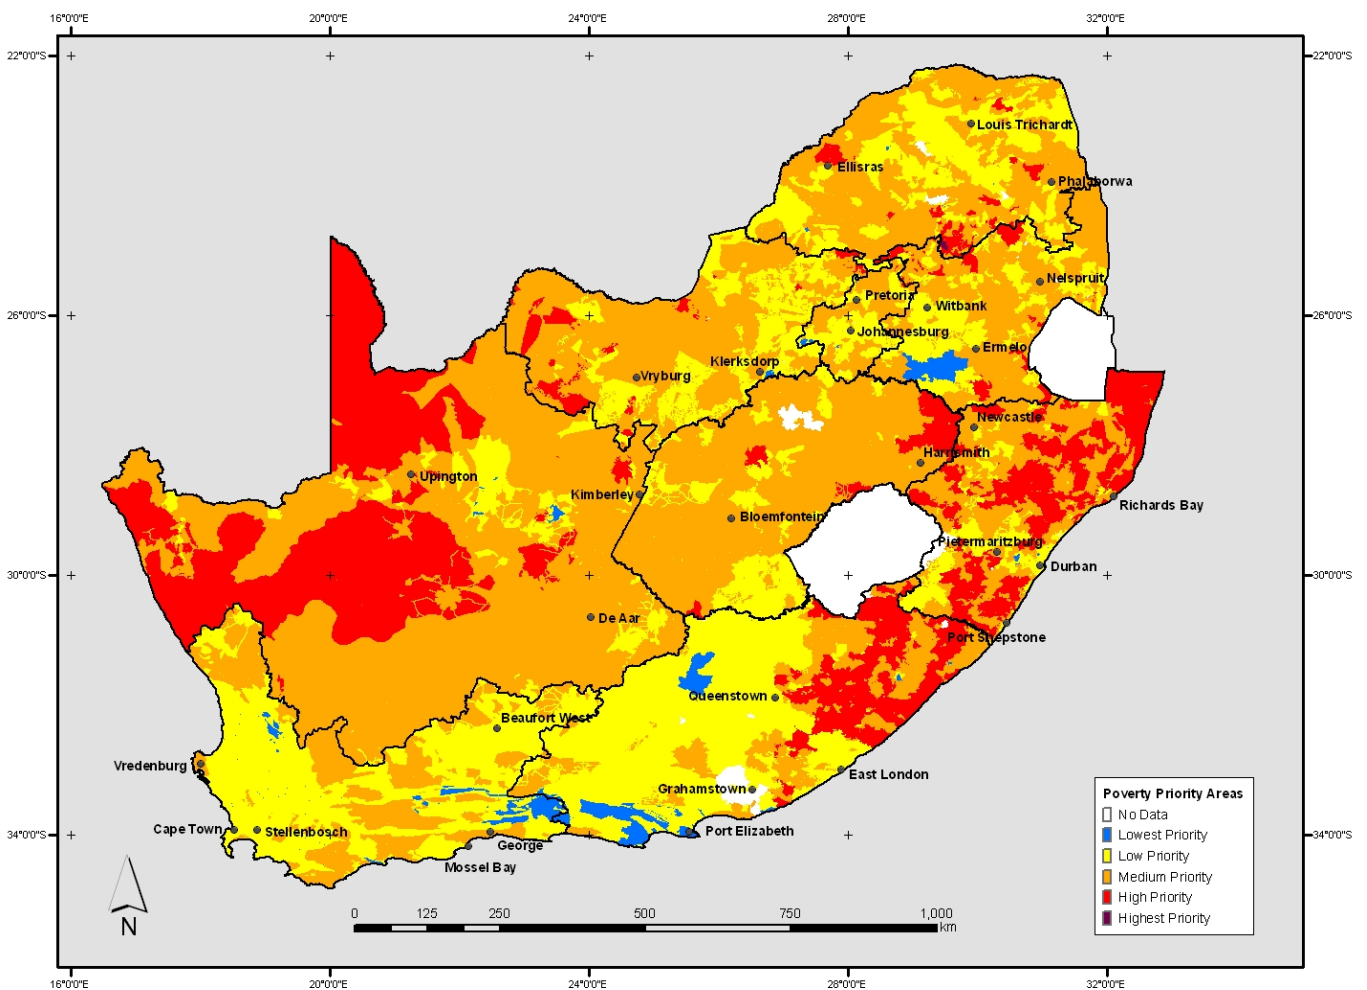 16°0'0"E 20°0'0"E 24°0'0"E 28°0'0"E 32°0'0"E
22°0'0"S 22°0'0"S
Louis Trichardt
Ellisras
Phalaborwa
Nelspruit
Pretoria
Witbank
26°0'0"S 26°0'0"S
Johannesburg
Ermelo
Klerksdorp
Vryburg
Newcastle
Harrismith
Upington
Kimberley
Richards Bay
Bloemfontein
Pietermaritzburg
Durban
30°0'0"S 30°0'0"S
De Aar
Port Shepstone
Queenstown
Beaufort West
Vredenburg
East London
Grahamstown
Cape Town
Stellenbosch
Port Elizabeth
34°0'0"S 34°0'0"S
George
Mossel Bay
Poverty Priority Areas
No Data
Lowest Priority
Low Priority
Medium Priority
High Priority
Highest Priority
N
0 125 250 500 750 1,000
km
16°0'0"E 20°0'0"E 24°0'0"E 28°0'0"E 32°0'0"E